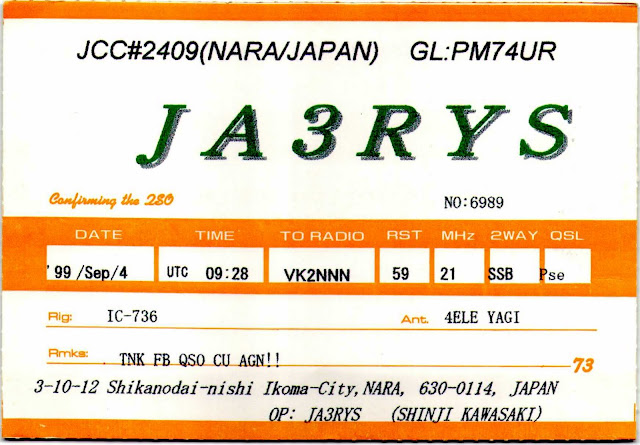 JCC#2409(NARA/JAPAN) GL:PM74UR
JA3RYS
Confirming the QSO
NO:6989
DATE TIME TO RADIO RST MHz 2WAY QSL
'99/Sep/4 UTC 09:28 VK2NNN 59 21 SSB Pse
Rig: IC-736 Ant. 4ELE YAGI
Rmks: . TNK FB QSO CU AGN!! 73
3-10-12 Shikanodai-nishi Ikoma-City,NARA, 630-0114, JAPAN
OP: JA3RYS (SHINJI KAWASAKI)